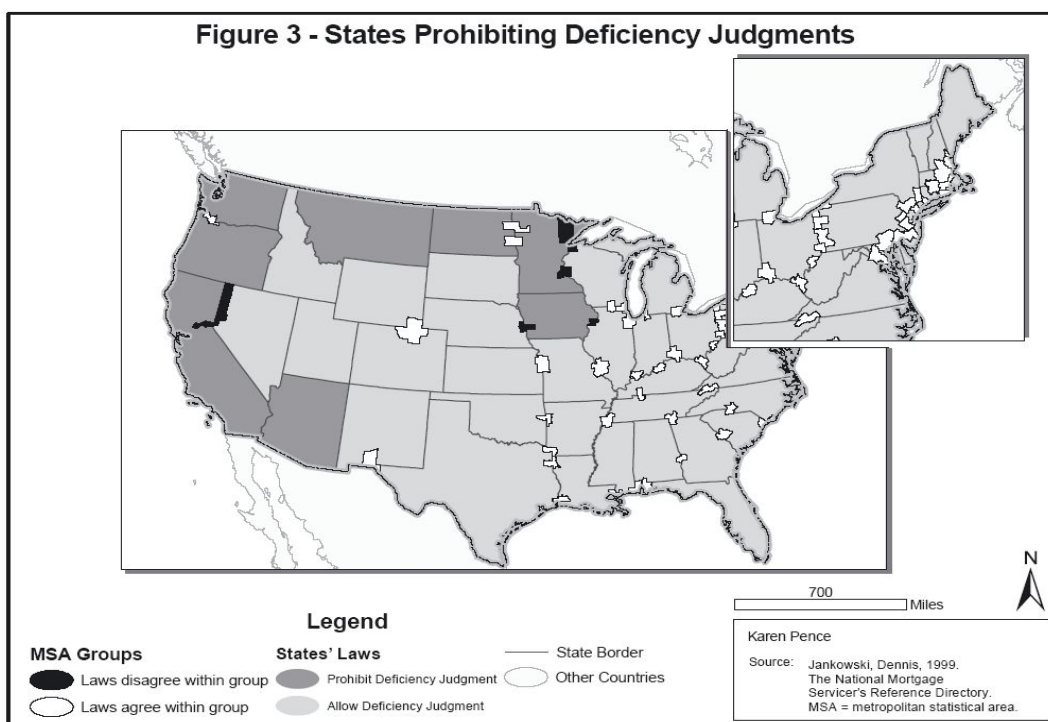 Figure 3 - States Prohibiting Deficiency Judgments
N
700
Miles
Legend
MSA Groups
Laws disagree within group
Laws agree within group
States' Laws
Prohibit Deficiency Judgment
Allow Deficiency Judgment
State Border
Other Countries
Karen Pence
Source: Jankowski, Dennis, 1999.
The National Mortgage
Servicer's Reference Directory.
MSA = metropolitan statistical area.